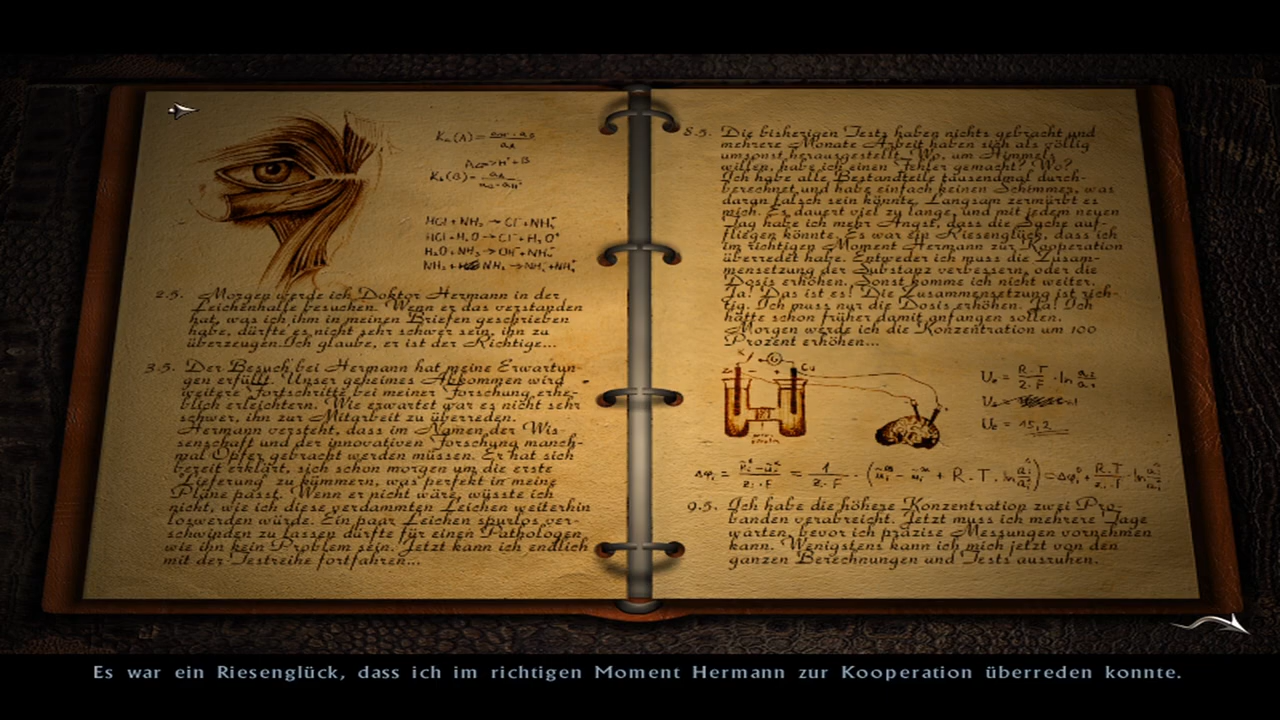 2.5. Morgen werde ich Doktor Hermann in der
Leichenhalle besuchen. Wenn er das verstanden
hat, was ich ihm in meinen Briefen geschrieben
habe, dürfte es nicht sehr schwer sein, ihn zu
überzeugen. Ich glaube, er ist der Richtige...
3.5. Der Besuch bei Hermann hat meine Erwartun-
gen erfüllt. Unser geheimes Abkommen wird
weitere Fortschritte bei meiner Forschung erhe-
blich erleichtern. Wie erwartet war es nicht sehr
schwer, ihn zur Mitarbeit zu überreden.
Hermann versteht, dass im Namen der Wis-
senschaft und der innovativen Forschung manch-
mal Opfer gebracht werden müssen. Er hat sich
bereit erklärt, sich schon morgen um die erste
"Lieferung" zu kümmern, was perfekt in meine
Pläne passt. Wenn er nicht wäre, wüsste ich
nicht, wie ich diese verdammten Leichen weiterhin
loswerden würde. Ein paar Leichen spurlos ver-
schwinden zu lassen dürfte für einen Pathologen
wie ihn kein Problem sein. Jetzt kann ich endlich
mit der Testreihe fortfahren...
8.5. Die bisherigen Tests haben nichts gebracht und
mehrere Monate Arbeit haben sich als völlig
umsonst herausgestellt. Wo, um Himmels
willen, habe ich einen Fehler gemacht? Wo?
Ich habe alle Bestandteile tausendmal durch-
berechnet und habe einfach keinen Schimmer, was
daran falsch sein könnte. Langsam zermürbt es
mich. Es dauert viel zu lange, und mit jedem neuen
Tag habe ich mehr Angst, dass die Sache auf-
fliegen könnte. Es war ein Riesenglück, dass ich
im richtigen Moment Hermann zur Kooperation
überredet habe. Entweder ich muss die Zusam-
mensetzung der Substanz verbessern, oder die
Dosis erhöhen. Sonst komme ich nicht weiter.
Ja! Das ist es! Die Zusammensetzung ist rich-
tig. Ich muss nur die Dosis erhöhen. Ja! Ich
hätte schon früher damit anfangen sollen.
Morgen werde ich die Konzentration um 100
Prozent erhöhen...
Cu
U₀ = 15,2
9.5. Ich habe die höhere Konzentration zwei Pro-
banden verabreicht. Jetzt muss ich mehrere Tage
warten, bevor ich präzise Messungen vornehmen
kann. Wenigstens kann ich mich jetzt von den
ganzen Berechnungen und Tests ausruhen.
Es war ein Riesenglück, dass ich im richtigen Moment Hermann zur Kooperation überreden konnte.